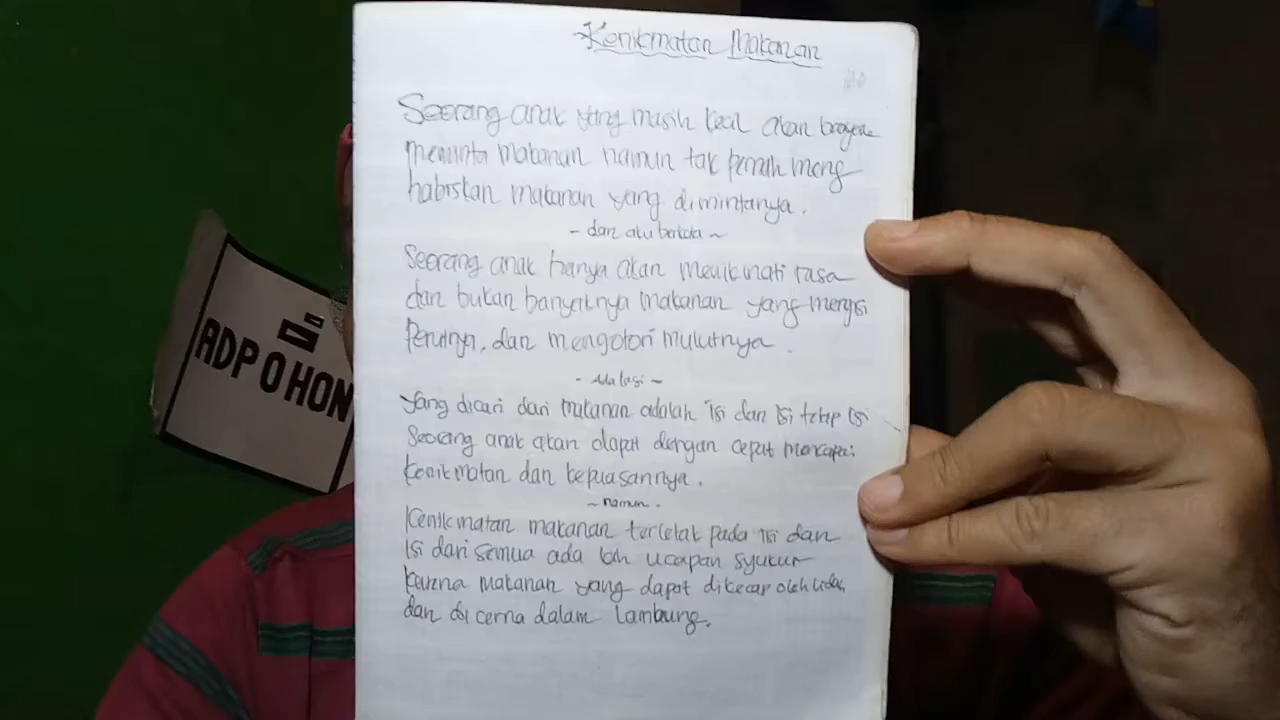 Kenikmatan Makanan
Seorang anak yang masih kecil akan
meminta makanan namun tak pernah meng
habiskan makanan yang dimintanya.
- dan aku berkata ~
Seorang anak hanya akan menikmati rasa
dan bukan banyaknya makanan yang mengisi
Perutnya. dan mengotori mulutnya.
- Ada lagi ~
Yang dicari dari makanan adalah isi dan isi tetap isi
Seorang anak akan dapat dengan cepat mencapai
kenikmatan dan kepuasannya.
~ namun -
Kenikmatan makanan terletak pada isi dan
isi dari semua ada lah ucapan syukur
karna makanan yang dapat dikecap oleh lidah
dan di cerna dalam lambung.
ADP O HON